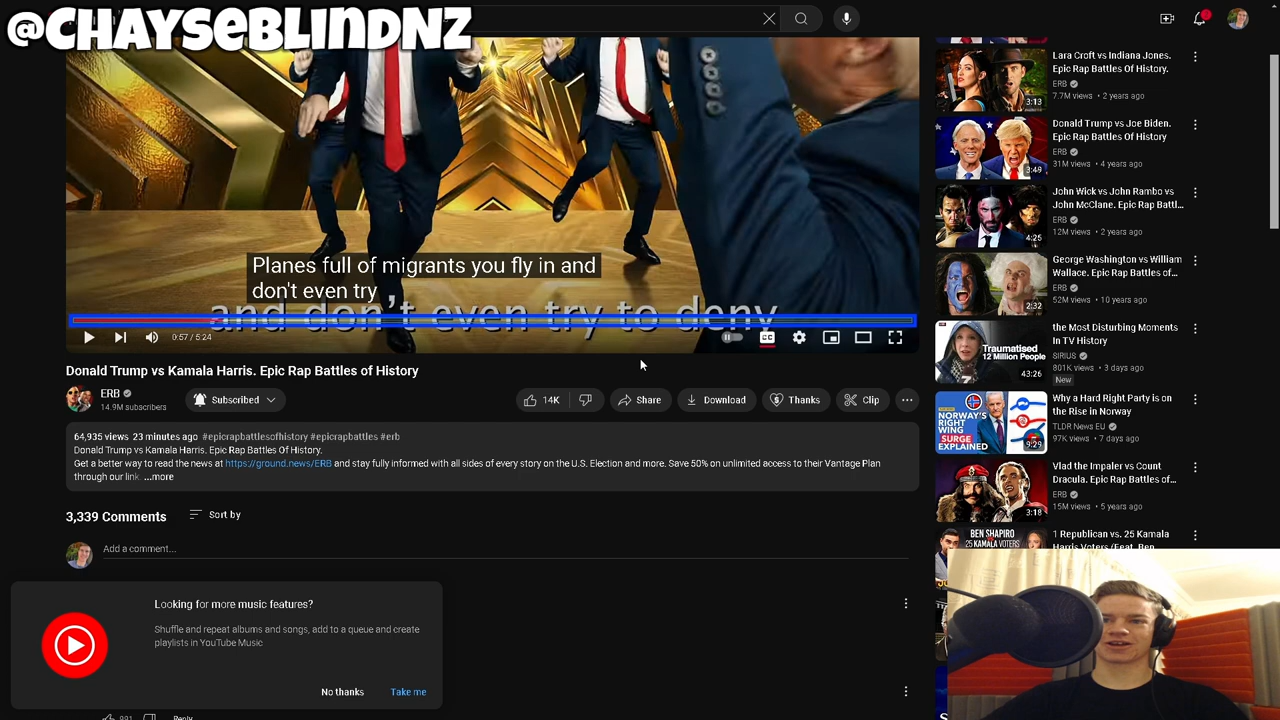 @CHAYSEBLINDNZ
Planes full of migrants you fly in and
don't even try
and don't even try to deny
0:57 / 5:24
Donald Trump vs Kamala Harris. Epic Rap Battles of History
ERB
14.9M subscribers
Subscribed
14K
Share
Download
Thanks
Clip
64,935 views 23 minutes ago #epicrapbattlesofhistory #epicrapbattles #erb
Donald Trump vs Kamala Harris. Epic Rap Battles Of History.
Get a better way to read the news at https://ground.news/ERB and stay fully informed with all sides of every story on the U.S. Election and more. Save 50% on unlimited access to their Vantage Plan
through our link. ...more
3,339 Comments
Sort by
Add a comment...
Looking for more music features?
Shuffle and repeat albums and songs, add to a queue and create
playlists in YouTube Music
No thanks
Take me
991
Reply
Lara Croft vs Indiana Jones.
Epic Rap Battles Of History.
ERB
7.7M views • 2 years ago
3:13
Donald Trump vs Joe Biden.
Epic Rap Battles Of History
ERB
31M views • 4 years ago
3:49
John Wick vs John Rambo vs
John McClane. Epic Rap Battl...
ERB
12M views • 2 years ago
4:25
George Washington vs William
Wallace. Epic Rap Battles of...
ERB
52M views • 10 years ago
2:32
the Most Disturbing Moments
In TV History
SIRIUS
801K views • 3 days ago
New
Traumatised
12 Million People
43:26
Why a Hard Right Party is on
the Rise in Norway
TLDR News EU
97K views • 7 days ago
NORWAY'S
RIGHT
WING
SURGE
EXPLAINED
9:29
Vlad the Impaler vs Count
Dracula. Epic Rap Battles of...
ERB
15M views • 5 years ago
3:18
1 Republican vs. 25 Kamala
Harris Voters (Feat. Ben
BEN SHAPIRO
25 KAMALA VOTERS